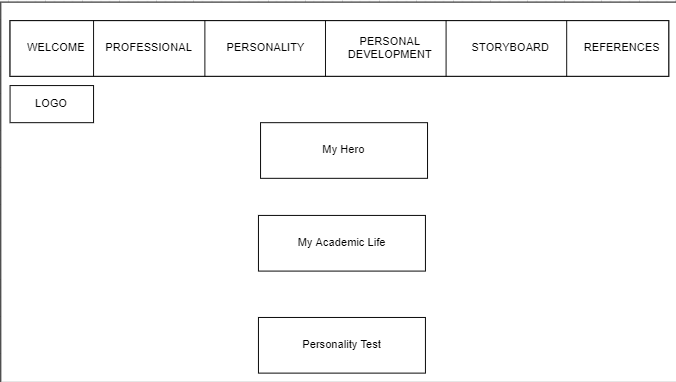 WELCOME PROFESSIONAL PERSONALITY PERSONAL DEVELOPMENT STORYBOARD REFERENCES
LOGO
My Hero
My Academic Life
Personality Test